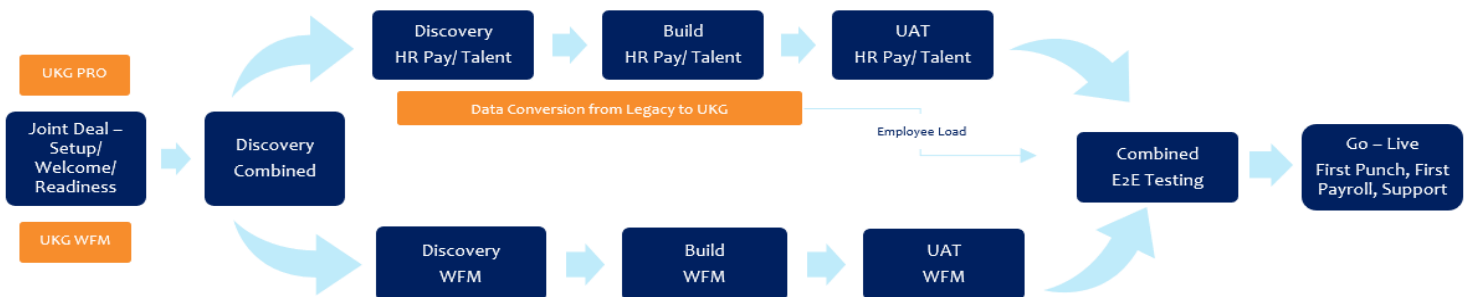 UKG PRO
Joint Deal –
Setup/
Welcome/
Readiness
UKG WFM
Discovery
Combined
Discovery
HR Pay/ Talent
Build
HR Pay/ Talent
UAT
HR Pay/ Talent
Data Conversion from Legacy to UKG
Employee Load
Discovery
WFM
Build
WFM
UAT
WFM
Combined
E2E Testing
Go – Live
First Punch, First
Payroll, Support